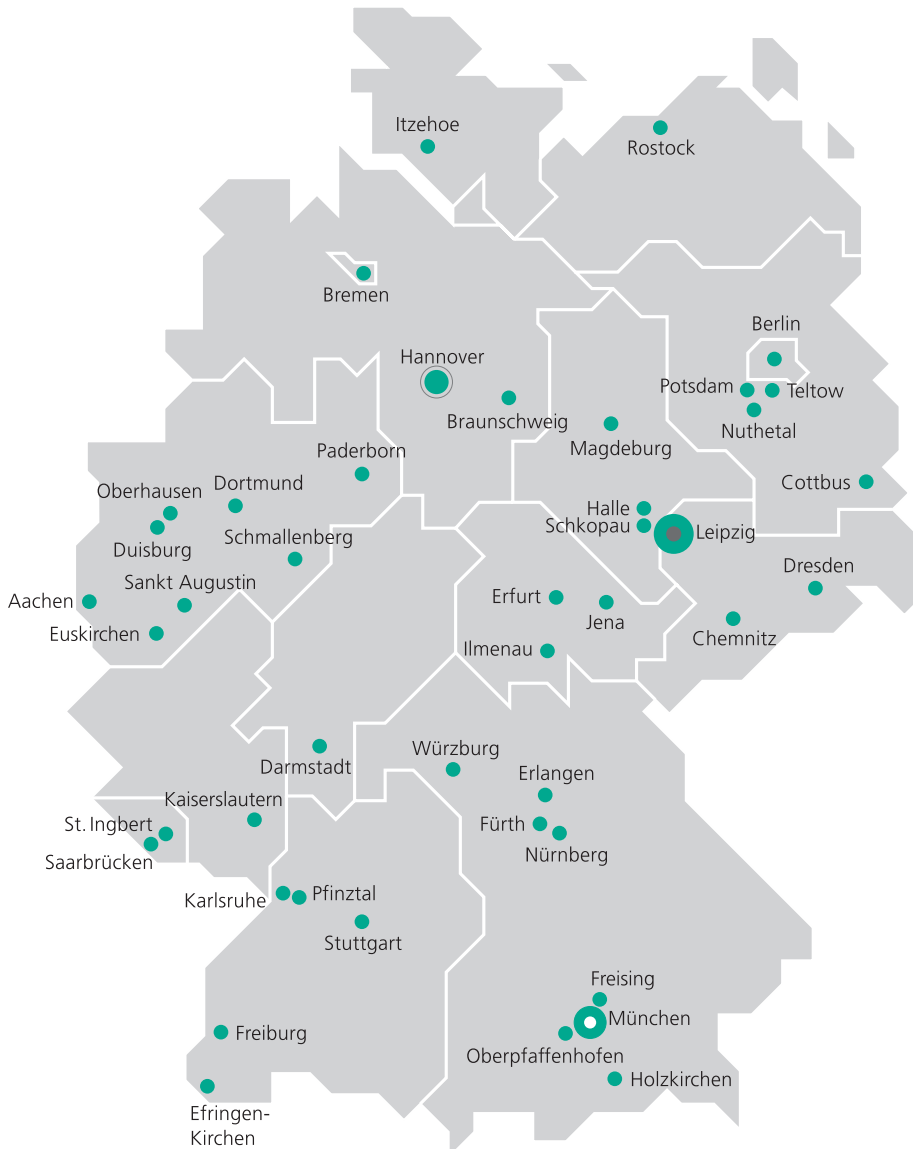 Itzehoe
Rostock
Bremen
Berlin
Hannover
Potsdam
Teltow
Braunschweig
Nuthetal
Magdeburg
Paderborn
Cottbus
Dortmund
Oberhausen
Halle
Schkopau
Leipzig
Schmallenberg
Duisburg
Dresden
Sankt Augustin
Erfurt
Aachen
Jena
Euskirchen
Chemnitz
Ilmenau
Würzburg
Darmstadt
Erlangen
Kaiserslautern
St. Ingbert
Fürth
Nürnberg
Saarbrücken
Pfinztal
Karlsruhe
Stuttgart
Freising
München
Freiburg
Oberpfaffenhofen
Holzkirchen
Efringen-
Kirchen